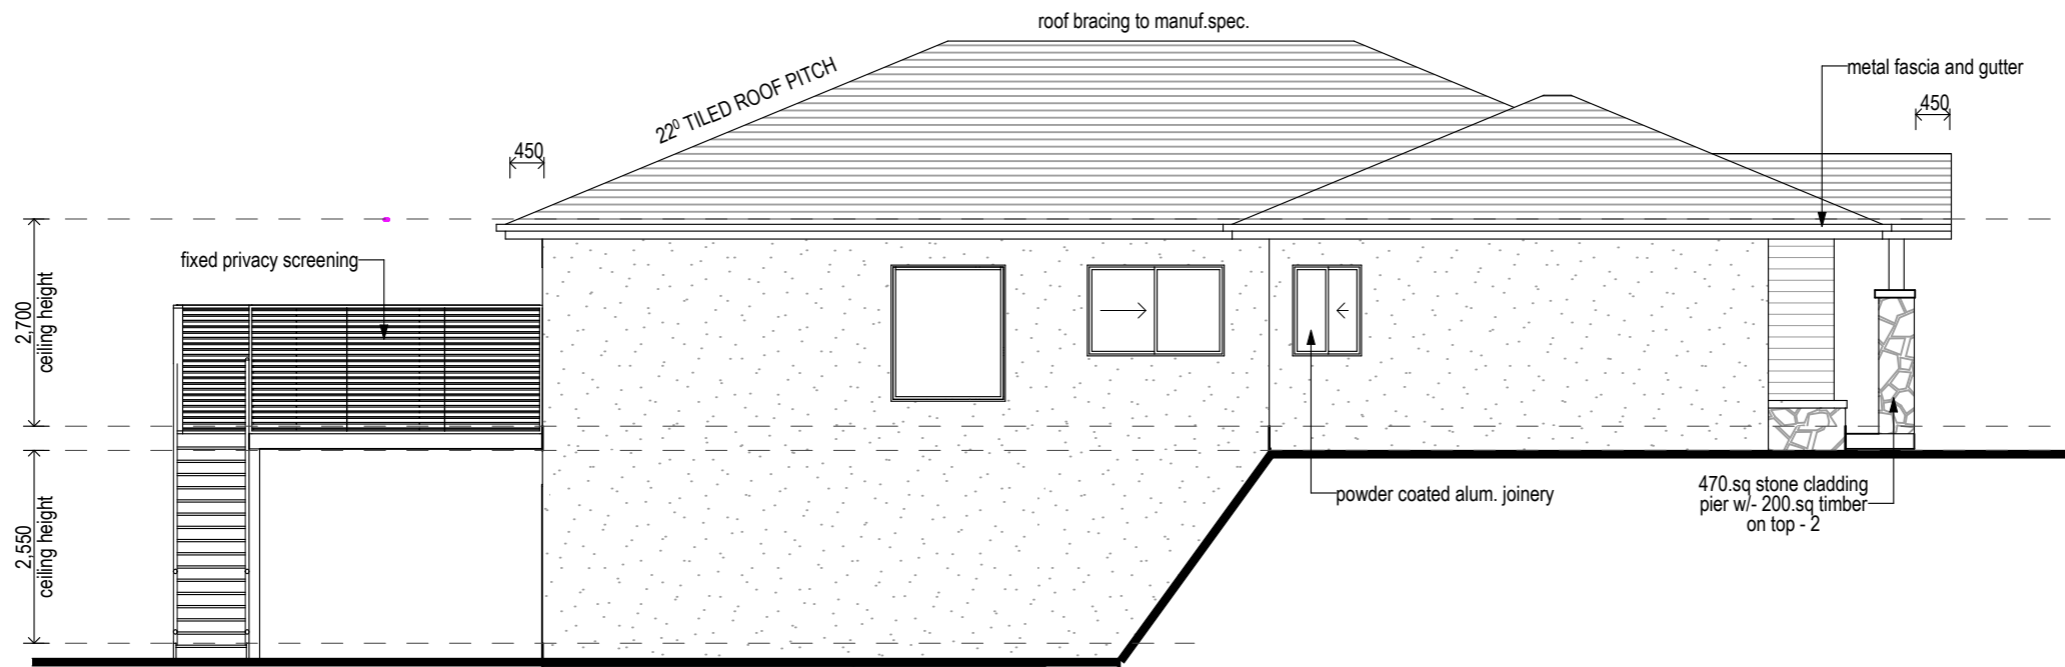 roof bracing to manuf.spec.
22⁰ TILED ROOF PITCH
metal fascia and gutter
450
450
fixed privacy screening
2,700
ceiling height
2,550
ceiling height
powder coated alum. joinery
470.sq stone cladding
pier w/- 200.sq timber
on top - 2